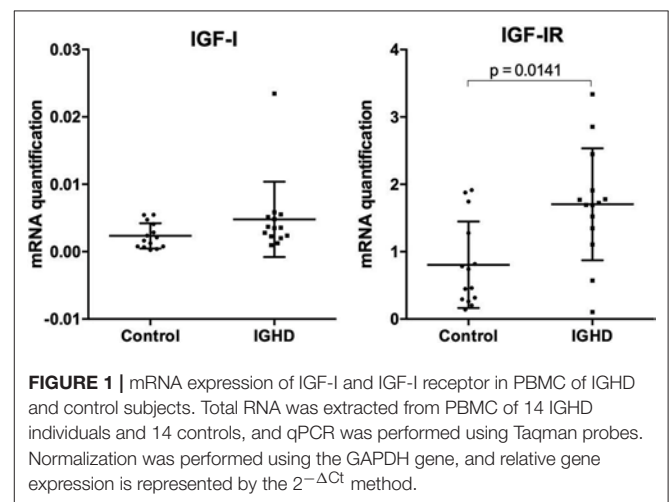 IGF-I
IGF-IR
mRNA quantification
0.03
0.02
0.01
0.00
-0.01
Control
IGHD
mRNA quantification
4
3
2
1
0
p = 0.0141
Control
IGHD
FIGURE 1 | mRNA expression of IGF-I and IGF-I receptor in PBMC of IGHD
and control subjects. Total RNA was extracted from PBMC of 14 IGHD
individuals and 14 controls, and qPCR was performed using Taqman probes.
Normalization was performed using the GAPDH gene, and relative gene
expression is represented by the 2^−ΔCt method.